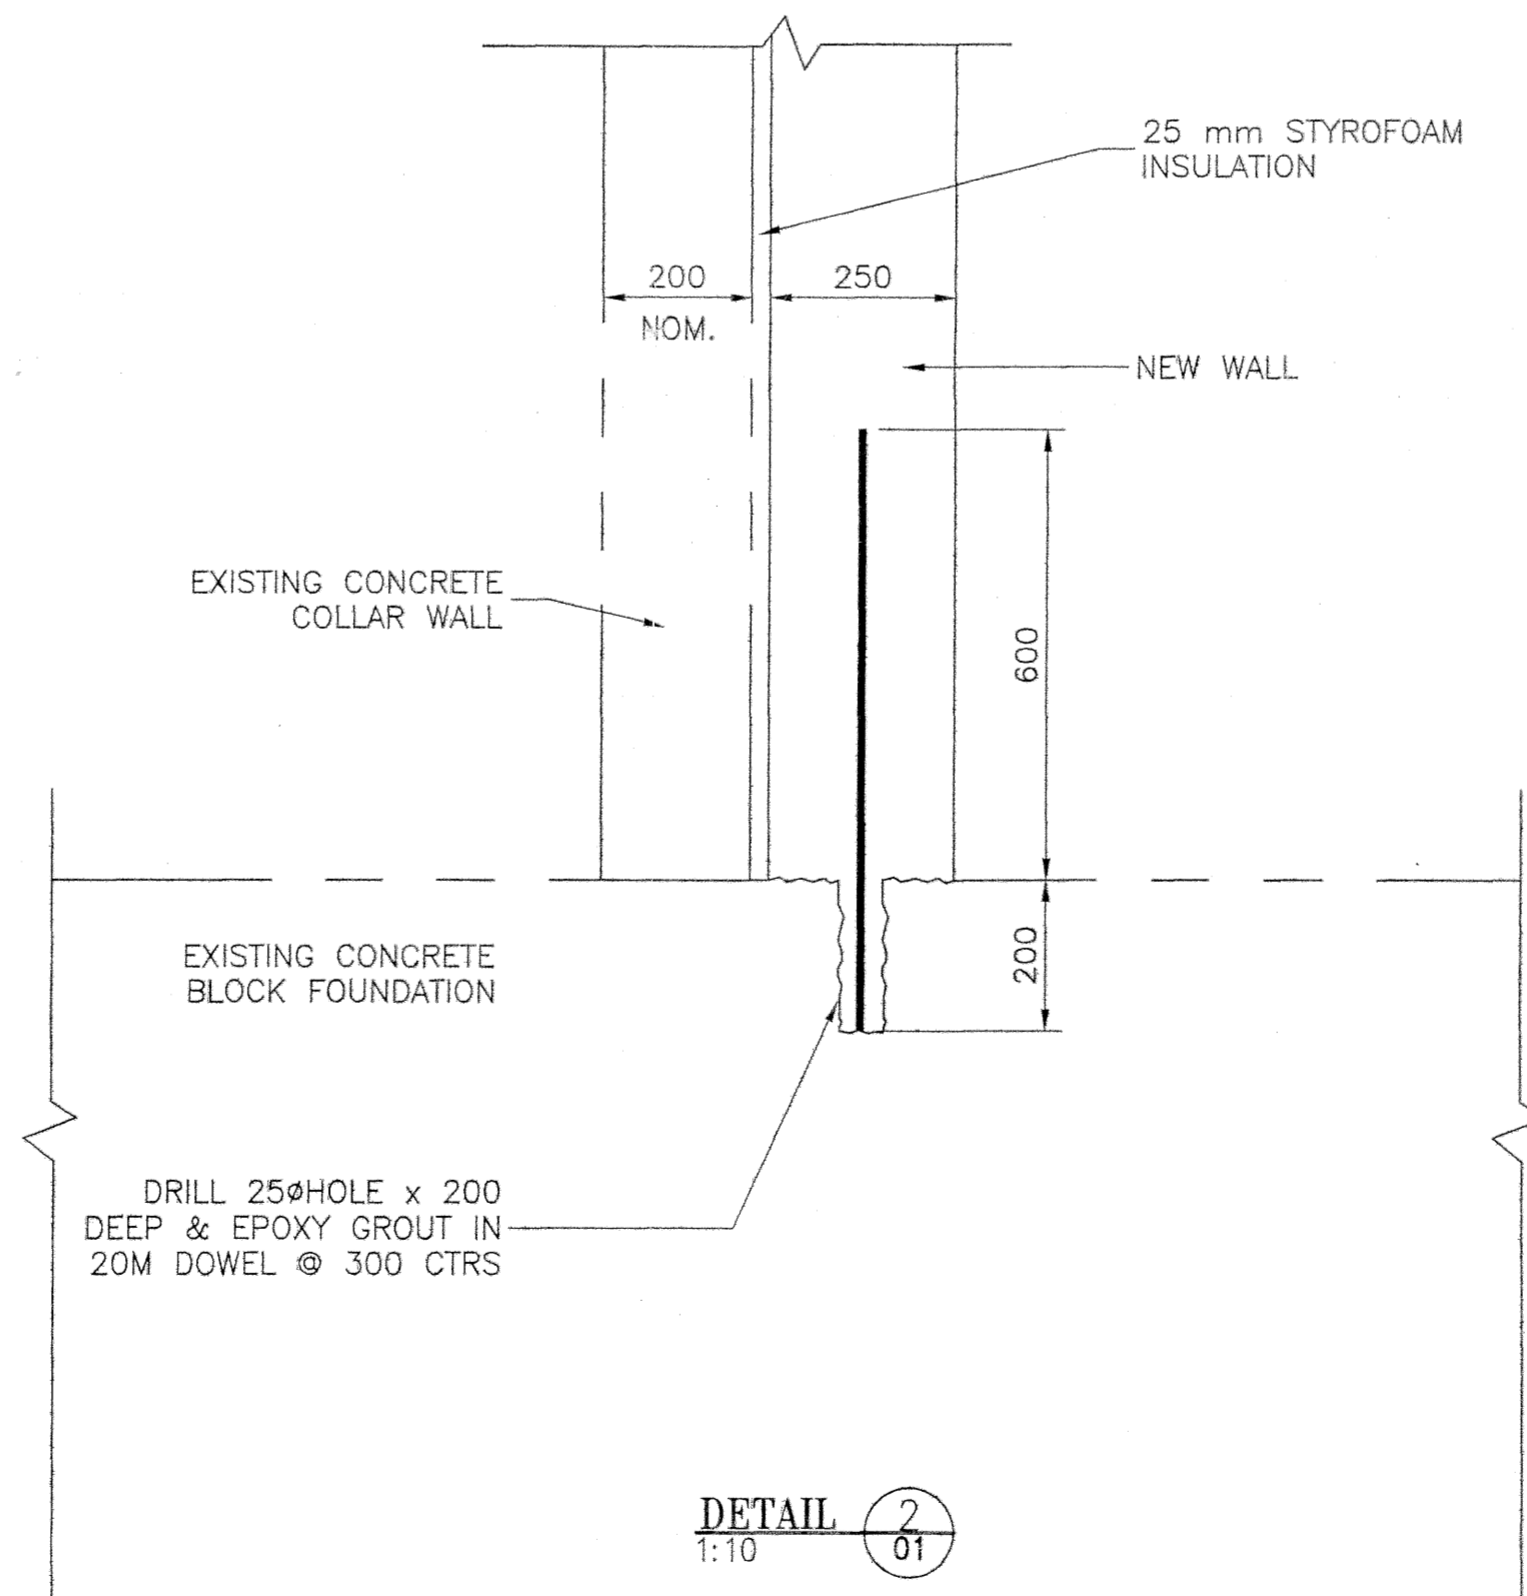 25 mm STYROFOAM
INSULATION
200
NOM.
250
NEW WALL
EXISTING CONCRETE
COLLAR WALL
600
EXISTING CONCRETE
BLOCK FOUNDATION
200
DRILL 25øHOLE x 200
DEEP & EPOXY GROUT IN
20M DOWEL @ 300 CTRS
DETAIL
1:10
2
01